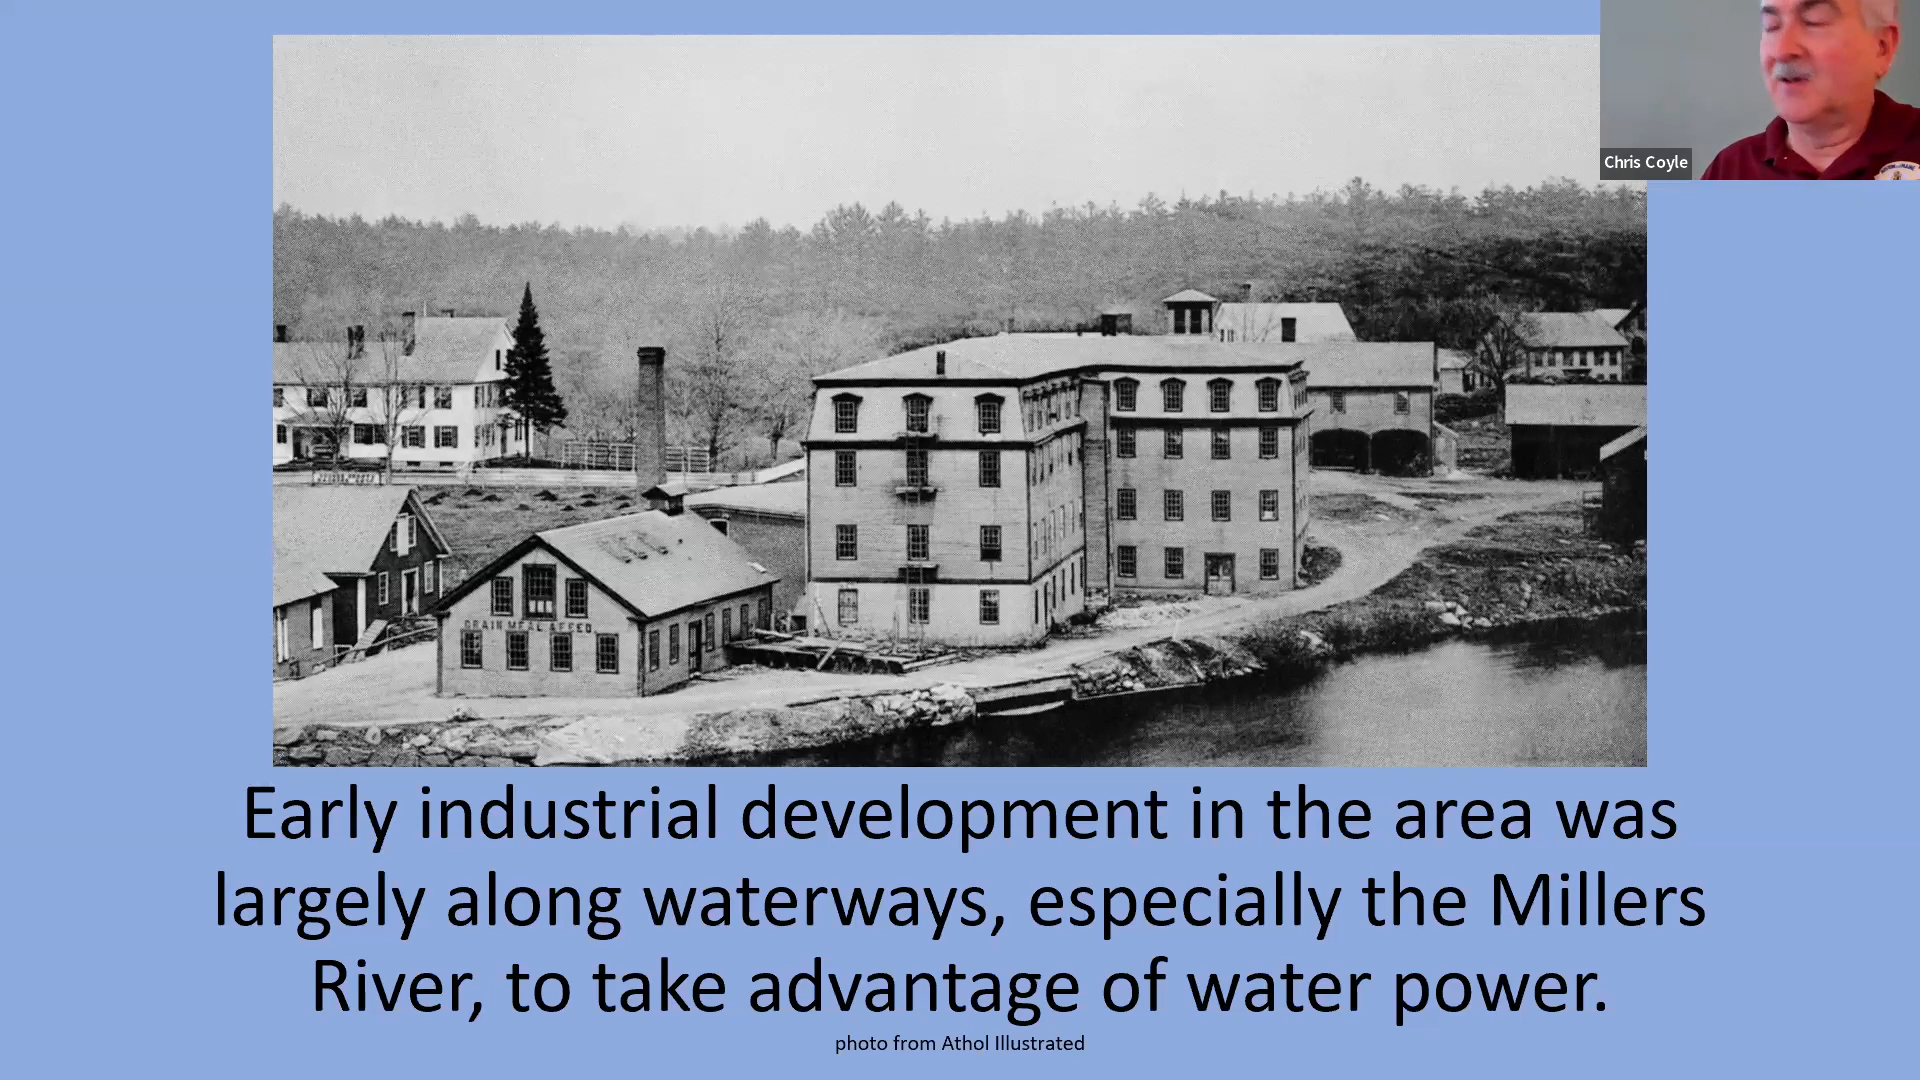 Chris Coyle
GRAIN MEAL & FEED
Early industrial development in the area was
largely along waterways, especially the Millers
River, to take advantage of water power.
photo from Athol Illustrated